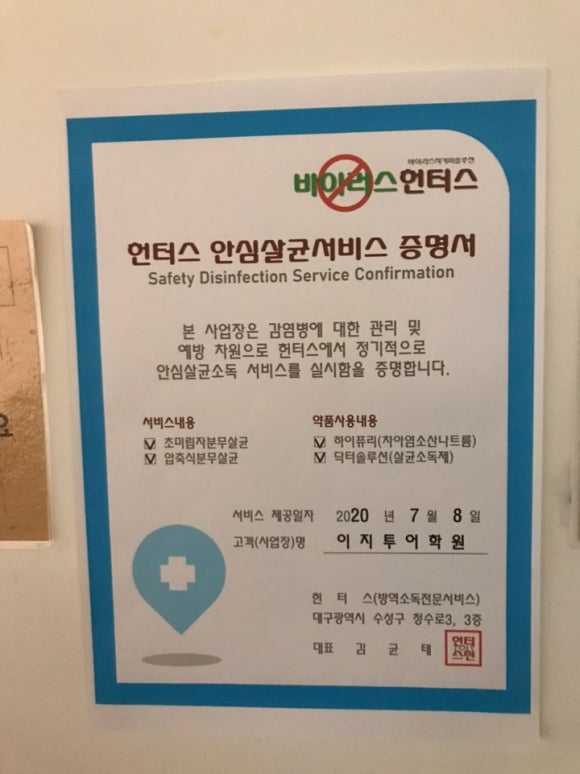 바이러스제거의솔루션
바이러스헌터스
헌터스 안심살균서비스 증명서
Safety Disinfection Service Confirmation
본 사업장은 감염병에 대한 관리 및
예방 차원으로 헌터스에서 정기적으로
안심살균소독 서비스를 실시함을 증명합니다.
서비스내용 약품사용내용
초미립자분무살균 하이퓨리(차아염소산나트륨)
압축식분무살균 닥터솔루션(살균소독제)
서비스 제공일자 2020 년 7 월 8 일
고객(사업장)명 이지투어학원
헌 터 스(방역소독전문서비스)
대구광역시 수성구 청수로3, 3층
대표 김 균 태
요